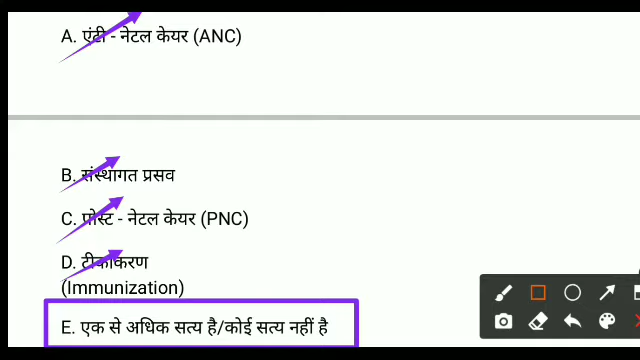 A. एंटी - नेटल केयर (ANC)
B. संस्थागत प्रसव
C. पोस्ट - नेटल केयर (PNC)
D. टीकाकरण
(Immunization)
E. एक से अधिक सत्य है/कोई सत्य नहीं है